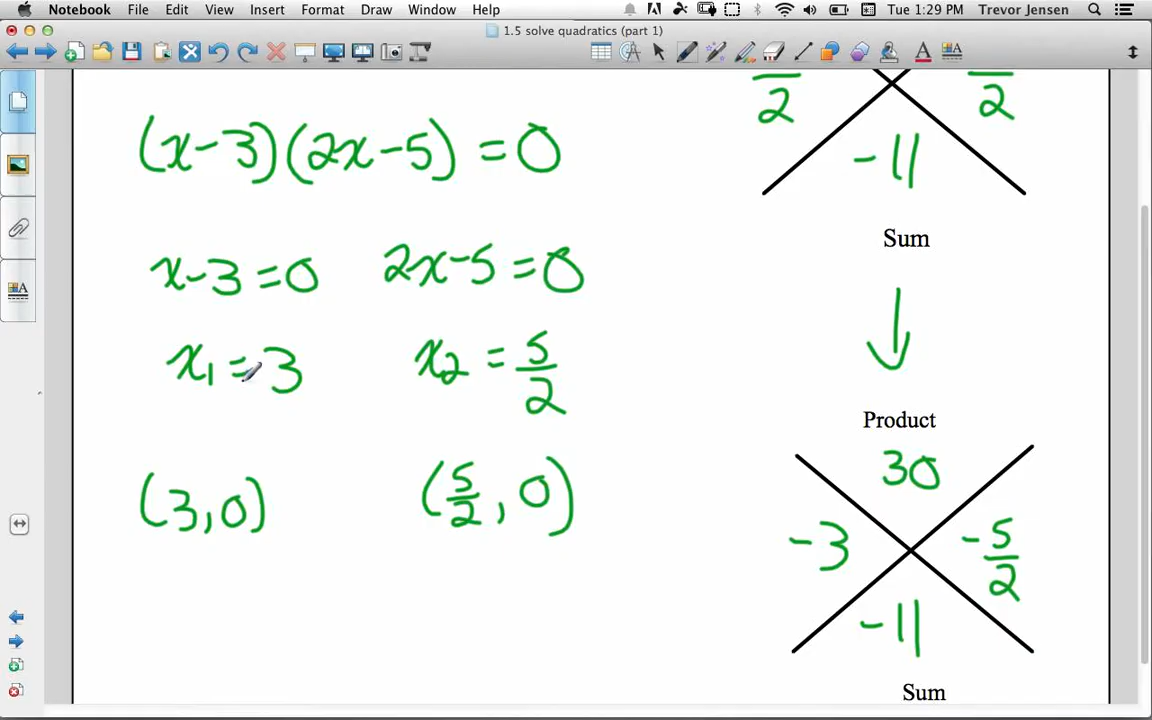 Notebook File Edit View Insert Format Draw Window Help Tue 1:29 PM Trevor Jensen
1.5 solve quadratics (part 1)
(x-3)(2x-5) = 0
x-3=0 2x-5=0
x₁=3 x₂ = 5/2
(3,0) (5/2, 0)
2 2
-11
Sum
Product
30
-3 -5/2
-11
Sum